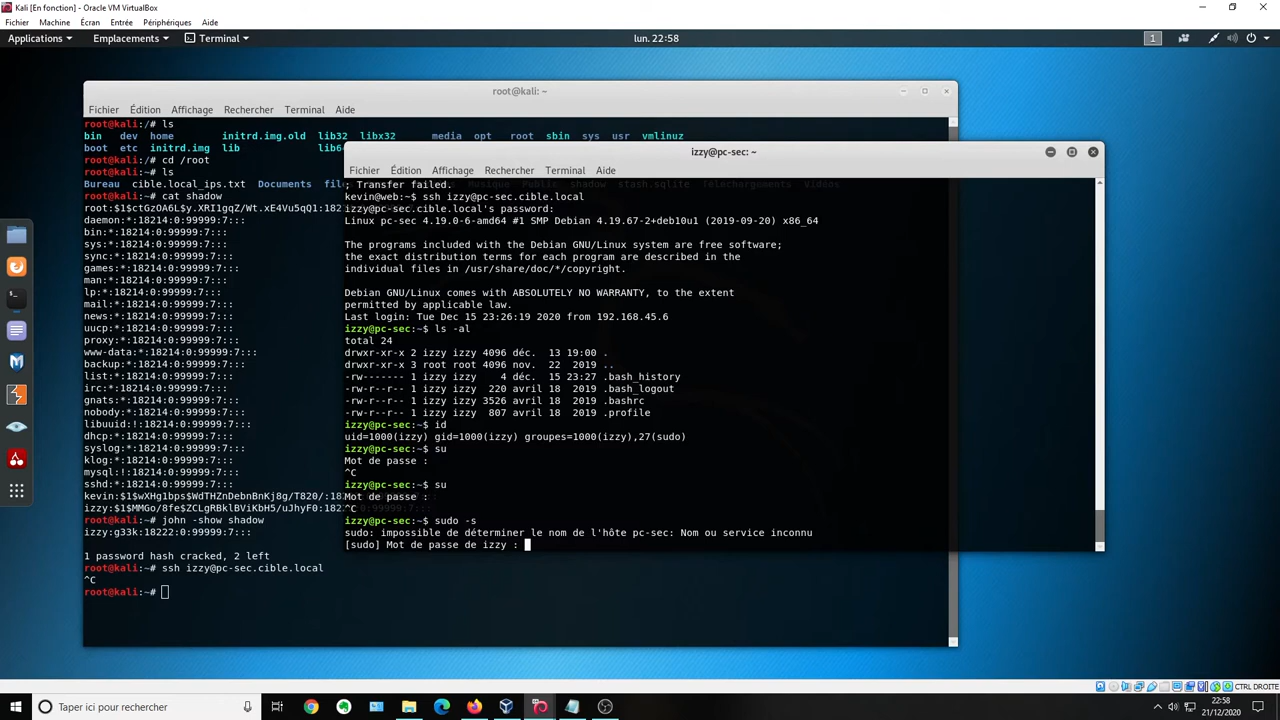 Kali [En fonction] - Oracle VM VirtualBox
Fichier Machine Écran Entrée Périphériques Aide
Applications Emplacements Terminal lun. 22:58 1
root@kali: ~
Fichier Édition Affichage Rechercher Terminal Aide
root@kali:/# ls
bin dev home initrd.img.old lib32 libx32 media opt root sbin sys usr vmlinuz
boot etc initrd.img lib
root@kali:/# cd /root
root@kali:~# ls
Bureau cible.local_ips.txt Documents
root@kali:~# cat shadow
root:$1$ctGzOA6L$y.XRI1gqZ/Wt.xE4Vu5qQ1:182
daemon:*:18214:0:99999:7:::
bin:*:18214:0:99999:7:::
sys:*:18214:0:99999:7:::
sync:*:18214:0:99999:7:::
games:*:18214:0:99999:7:::
man:*:18214:0:99999:7:::
lp:*:18214:0:99999:7:::
mail:*:18214:0:99999:7:::
news:*:18214:0:99999:7:::
uucp:*:18214:0:99999:7:::
proxy:*:18214:0:99999:7:::
www-data:*:18214:0:99999:7:::
backup:*:18214:0:99999:7:::
list:*:18214:0:99999:7:::
irc:*:18214:0:99999:7:::
gnats:*:18214:0:99999:7:::
nobody:*:18214:0:99999:7:::
libuuid:!:18214:0:99999:7:::
dhcp:*:18214:0:99999:7:::
syslog:*:18214:0:99999:7:::
klog:*:18214:0:99999:7:::
mysql:!:18214:0:99999:7:::
sshd:*:18214:0:99999:7:::
kevin:$1$wXHg1bps$WdTHZnDebnBnKj8g/T820/:18
izzy:$1$MMGo/8fe$ZCLgRBklBViKbH5/uJhyF0:182
root@kali:~# john -show shadow
izzy:g33k:18222:0:99999:7:::
1 password hash cracked, 2 left
root@kali:~# ssh izzy@pc-sec.cible.local
^C
root@kali:~#
izzy@pc-sec: ~
Fichier Édition Affichage Rechercher Terminal Aide
; Transfer failed.
kevin@web:~$ ssh izzy@pc-sec.cible.local
izzy@pc-sec.cible.local's password:
Linux pc-sec 4.19.0-6-amd64 #1 SMP Debian 4.19.67-2+deb10u1 (2019-09-20) x86_64
The programs included with the Debian GNU/Linux system are free software;
the exact distribution terms for each program are described in the
individual files in /usr/share/doc/*/copyright.
Debian GNU/Linux comes with ABSOLUTELY NO WARRANTY, to the extent
permitted by applicable law.
Last login: Tue Dec 15 23:26:19 2020 from 192.168.45.6
izzy@pc-sec:~$ ls -al
total 24
drwxr-xr-x 2 izzy izzy 4096 déc. 13 19:00 .
drwxr-xr-x 3 root root 4096 nov. 22 2019 ..
-rw------- 1 izzy izzy 4 déc. 15 23:27 .bash_history
-rw-r--r-- 1 izzy izzy 220 avril 18 2019 .bash_logout
-rw-r--r-- 1 izzy izzy 3526 avril 18 2019 .bashrc
-rw-r--r-- 1 izzy izzy 807 avril 18 2019 .profile
izzy@pc-sec:~$ id
uid=1000(izzy) gid=1000(izzy) groupes=1000(izzy),27(sudo)
izzy@pc-sec:~$ su
Mot de passe :
^C
izzy@pc-sec:~$ su
Mot de passe :
^C
izzy@pc-sec:~$ sudo -s
sudo: impossible de déterminer le nom de l'hôte pc-sec: Nom ou service inconnu
[sudo] Mot de passe de izzy :
CTRL DROITE
Taper ici pour rechercher
22:58
21/12/2020